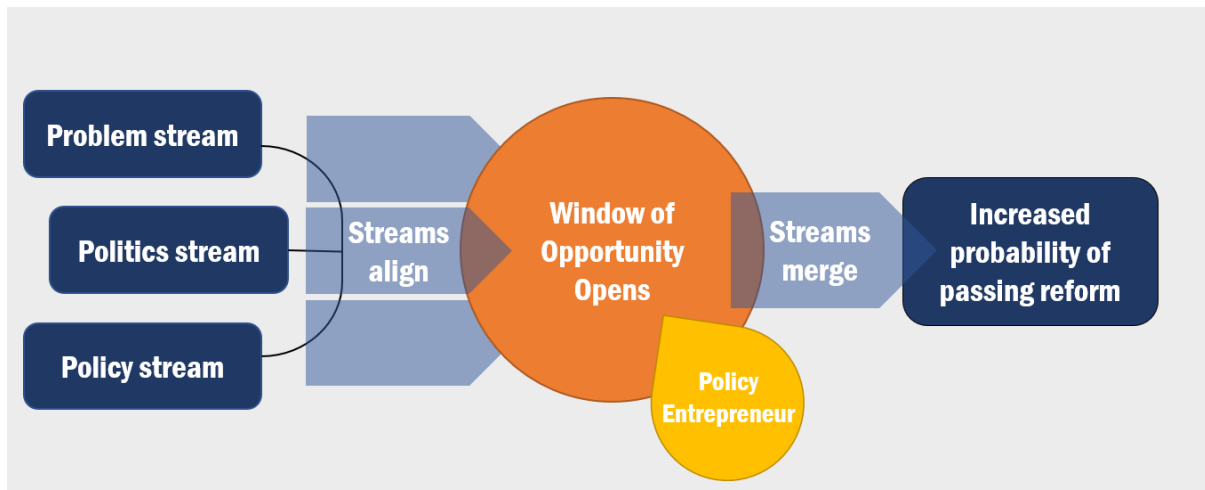 Problem stream
Politics stream
Policy stream
Streams
align
Window of
Opportunity
Opens
Policy
Entrepreneur
Streams
merge
Increased
probability of
passing reform